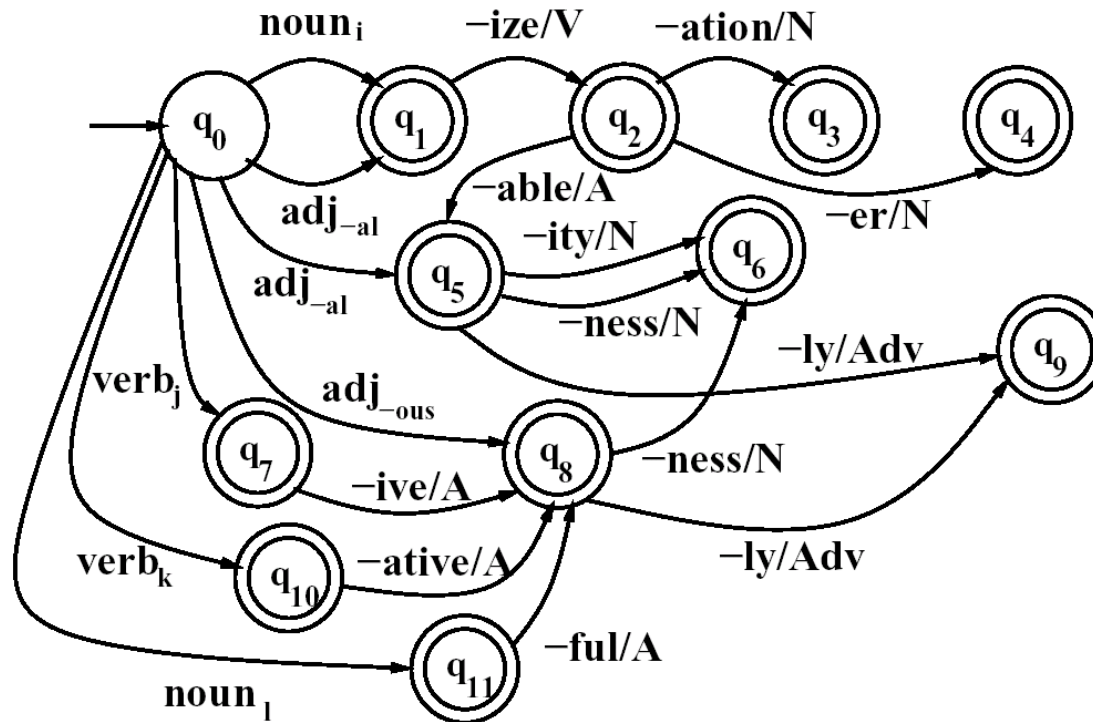 noun_i –ize/V –ation/N
q_0 q_1 q_2 q_3 q_4
adj_–al –able/A –er/N
adj_–al q_5 –ity/N q_6
–ness/N
verb_j adj_–ous –ly/Adv q_9
q_7 –ive/A q_8 –ness/N
verb_k q_10 –ative/A –ly/Adv
noun_l q_11 –ful/A